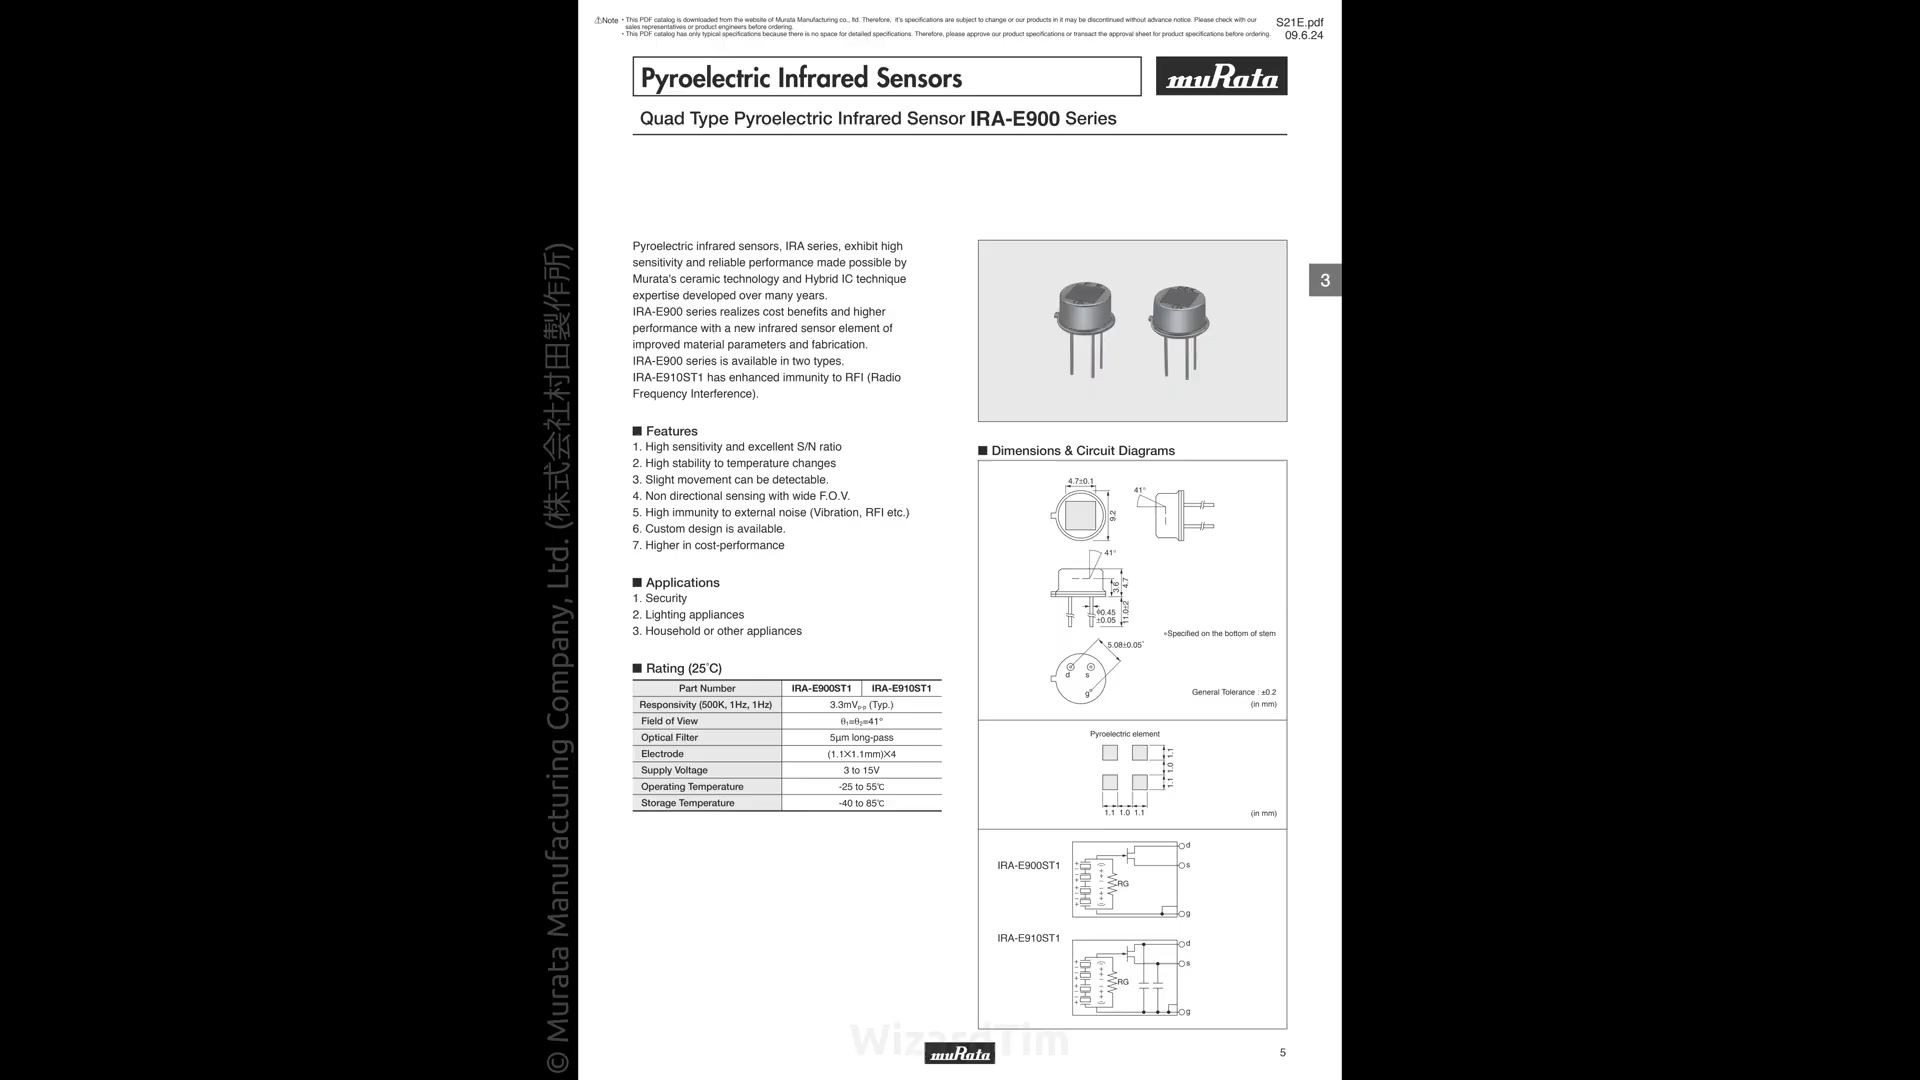 ⚠Note • This PDF catalog is downloaded from the website of Murata Manufacturing co., ltd. Therefore, it's specifications are subject to change or our products in it may be discontinued without advance notice. Please check with our
sales representatives or product engineers before ordering.
• This PDF catalog has only typical specifications because there is no space for detailed specifications. Therefore, please approve our product specifications or transact the approval sheet for product specifications before ordering.
S21E.pdf
09.6.24
Pyroelectric Infrared Sensors
muRata
Quad Type Pyroelectric Infrared Sensor IRA-E900 Series
Pyroelectric infrared sensors, IRA series, exhibit high
sensitivity and reliable performance made possible by
Murata's ceramic technology and Hybrid IC technique
expertise developed over many years.
IRA-E900 series realizes cost benefits and higher
performance with a new infrared sensor element of
improved material parameters and fabrication.
IRA-E900 series is available in two types.
IRA-E910ST1 has enhanced immunity to RFI (Radio
Frequency Interference).
■ Features
1. High sensitivity and excellent S/N ratio
2. High stability to temperature changes
3. Slight movement can be detectable.
4. Non directional sensing with wide F.O.V.
5. High immunity to external noise (Vibration, RFI etc.)
6. Custom design is available.
7. Higher in cost-performance
■ Applications
1. Security
2. Lighting appliances
3. Household or other appliances
■ Rating (25˚C)
Part Number IRA-E900ST1 IRA-E910ST1
Responsivity (500K, 1Hz, 1Hz) 3.3mVp-p (Typ.)
Field of View θ1=θ2=41°
Optical Filter 5µm long-pass
Electrode (1.1✕1.1mm)✕4
Supply Voltage 3 to 15V
Operating Temperature -25 to 55℃
Storage Temperature -40 to 85℃
3
■ Dimensions & Circuit Diagrams
4.7±0.1
9.2
41°
41°
3.6
4.7
φ0.45
±0.05
11.0±2
*Specified on the bottom of stem
5.08±0.05*
d s
g
General Tolerance : ±0.2
(in mm)
Pyroelectric element
1.1
1.0
1.1
1.1 1.0 1.1
(in mm)
IRA-E900ST1
d
s
RG
g
IRA-E910ST1
d
s
RG
g
© Murata Manufacturing Company, Ltd. (株式会社村田製作所)
WizardTim
muRata
5